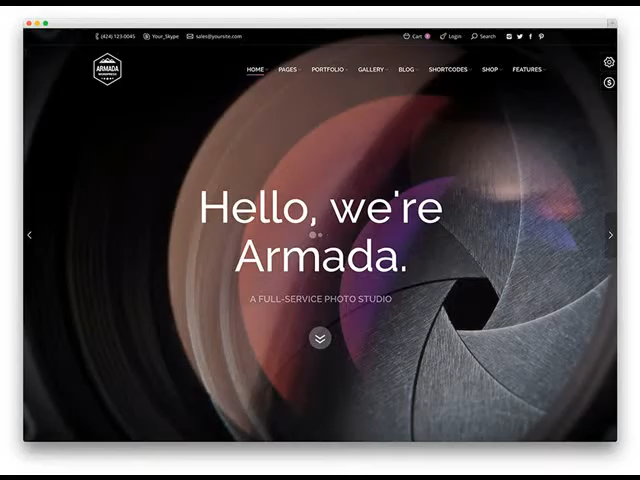 (424) 123-0045 Your_Skype sales@yoursite.com Cart Login Search
ARMADA
WORDPRESS
HOME PAGES PORTFOLIO GALLERY BLOG SHORTCODES SHOP FEATURES
Hello, we're
Armada.
A FULL-SERVICE PHOTO STUDIO